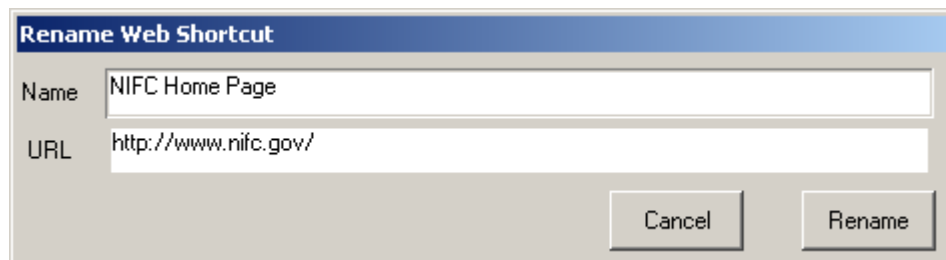 Rename Web Shortcut
Name NIFC Home Page
URL http://www.nifc.gov/
Cancel Rename